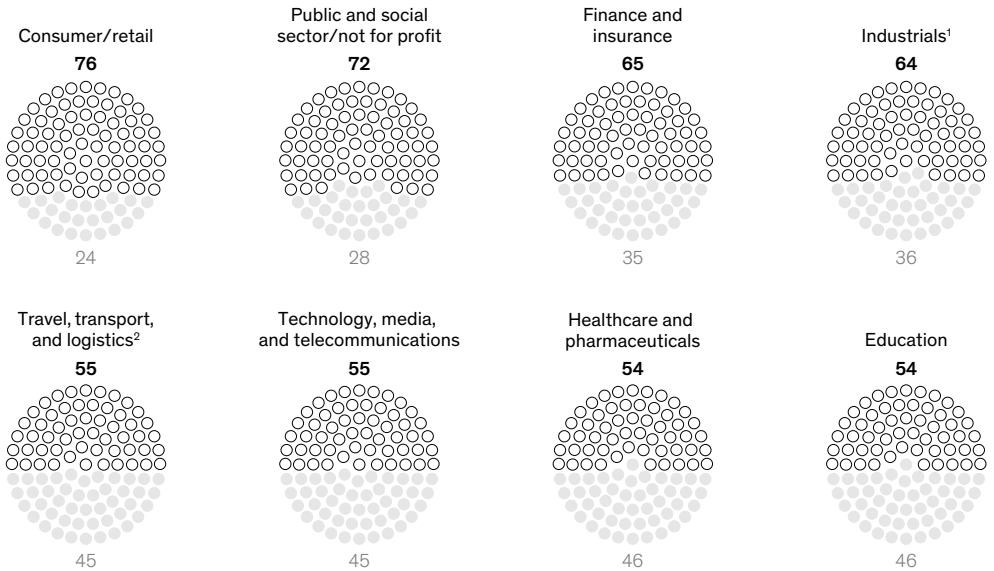 Consumer/retail
76
24
Public and social
sector/not for profit
72
28
Finance and
insurance
65
35
Industrials¹
64
36
Travel, transport,
and logistics²
55
45
Technology, media,
and telecommunications
55
45
Healthcare and
pharmaceuticals
54
46
Education
54
46